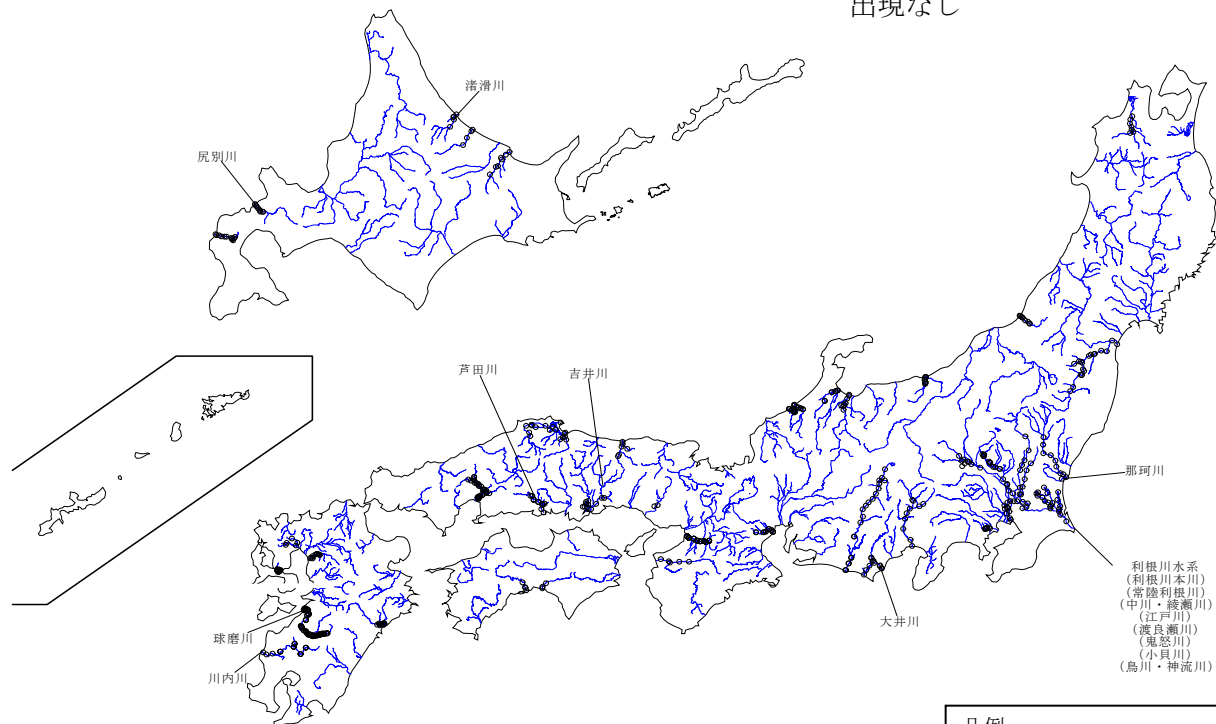 出現なし
渚滑川
尻別川
芦田川
吉井川
那珂川
利根川水系
(利根川本川)
(常陸利根川)
(中川・綾瀬川)
(江戸川)
(渡良瀬川)
(鬼怒川)
(小貝川)
(烏川・神流川)
大井川
球磨川
川内川
凡例